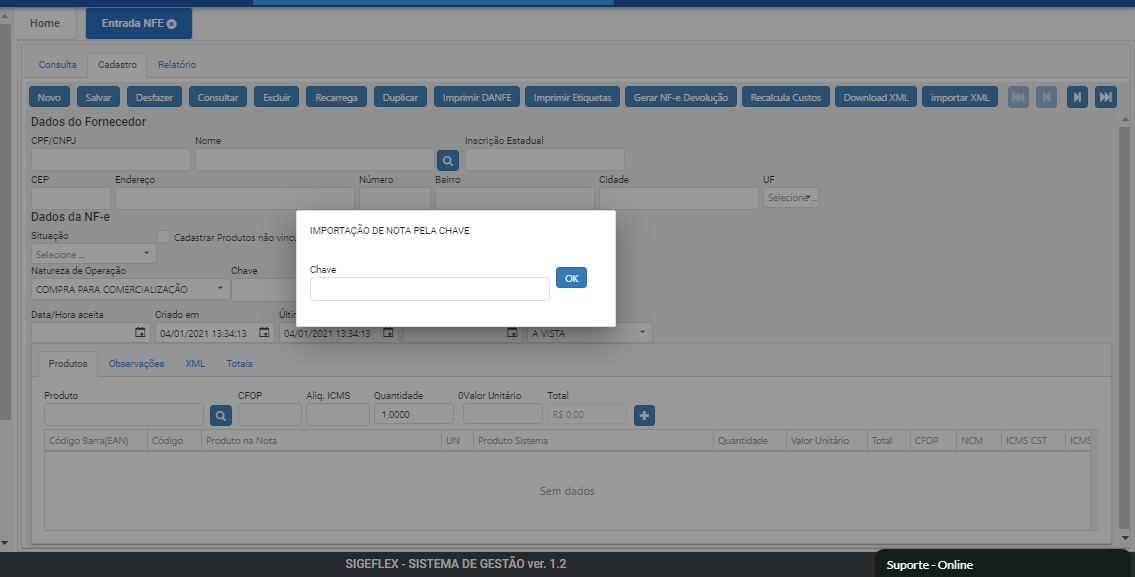 Home
Entrada NFE
Consulta
Cadastro
Relatório
Novo
Salvar
Desfazer
Consultar
Excluir
Recarrega
Duplicar
Imprimir DANFE
Imprimir Etiquetas
Gerar NF-e Devolução
Recalcula Custos
Download XML
importar XML
Dados do Fornecedor
CPF/CNPJ
Nome
Inscrição Estadual
CEP
Endereço
Número
Bairro
Cidade
UF
Selecione ...
Dados da NF-e
Situação
Cadastrar Produtos não vincu
Selecione ...
Natureza de Operação
Chave
COMPRA PARA COMERCIALIZAÇÃO
IMPORTAÇÃO DE NOTA PELA CHAVE
Chave
OK
Data/Hora aceita
Criado em
Últi
04/01/2021 13:34:13
04/01/2021 13:34:13
A VISTA
Produtos
Observações
XML
Totais
Produto
CFOP
Aliq. ICMS
Quantidade
0Valor Unitário
Total
1,0000
R$ 0,00
Código Barra(EAN)
Código
Produto na Nota
UN
Produto Sistema
Quantidade
Valor Unitário
Total
CFOP
NCM
ICMS CST
ICMS
Sem dados
SIGEFLEX - SISTEMA DE GESTÃO ver. 1.2
Suporte - Online